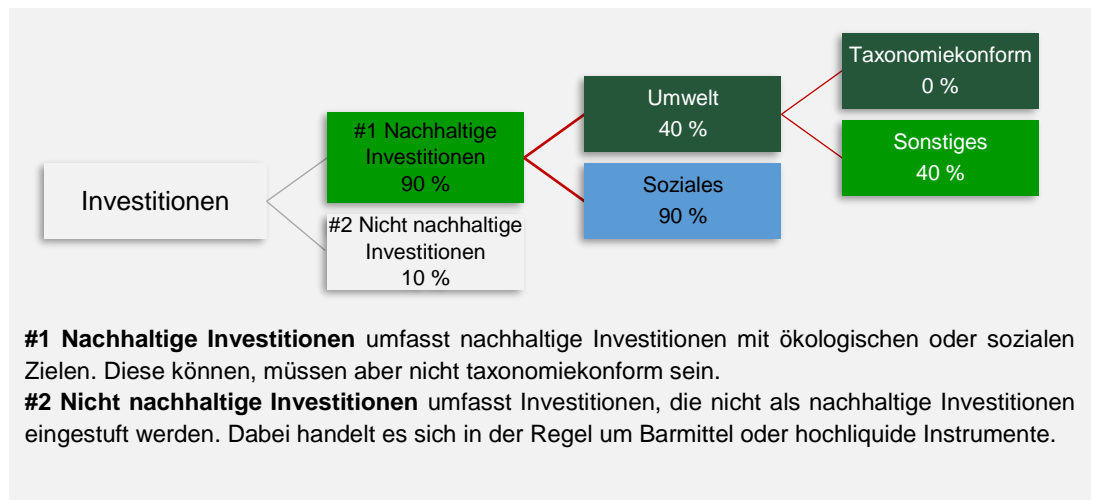 Investitionen
#1 Nachhaltige
Investitionen
90 %
#2 Nicht nachhaltige
Investitionen
10 %
Umwelt
40 %
Soziales
90 %
Taxonomiekonform
0 %
Sonstiges
40 %
#1 Nachhaltige Investitionen umfasst nachhaltige Investitionen mit ökologischen oder sozialen
Zielen. Diese können, müssen aber nicht taxonomiekonform sein.
#2 Nicht nachhaltige Investitionen umfasst Investitionen, die nicht als nachhaltige Investitionen
eingestuft werden. Dabei handelt es sich in der Regel um Barmittel oder hochliquide Instrumente.